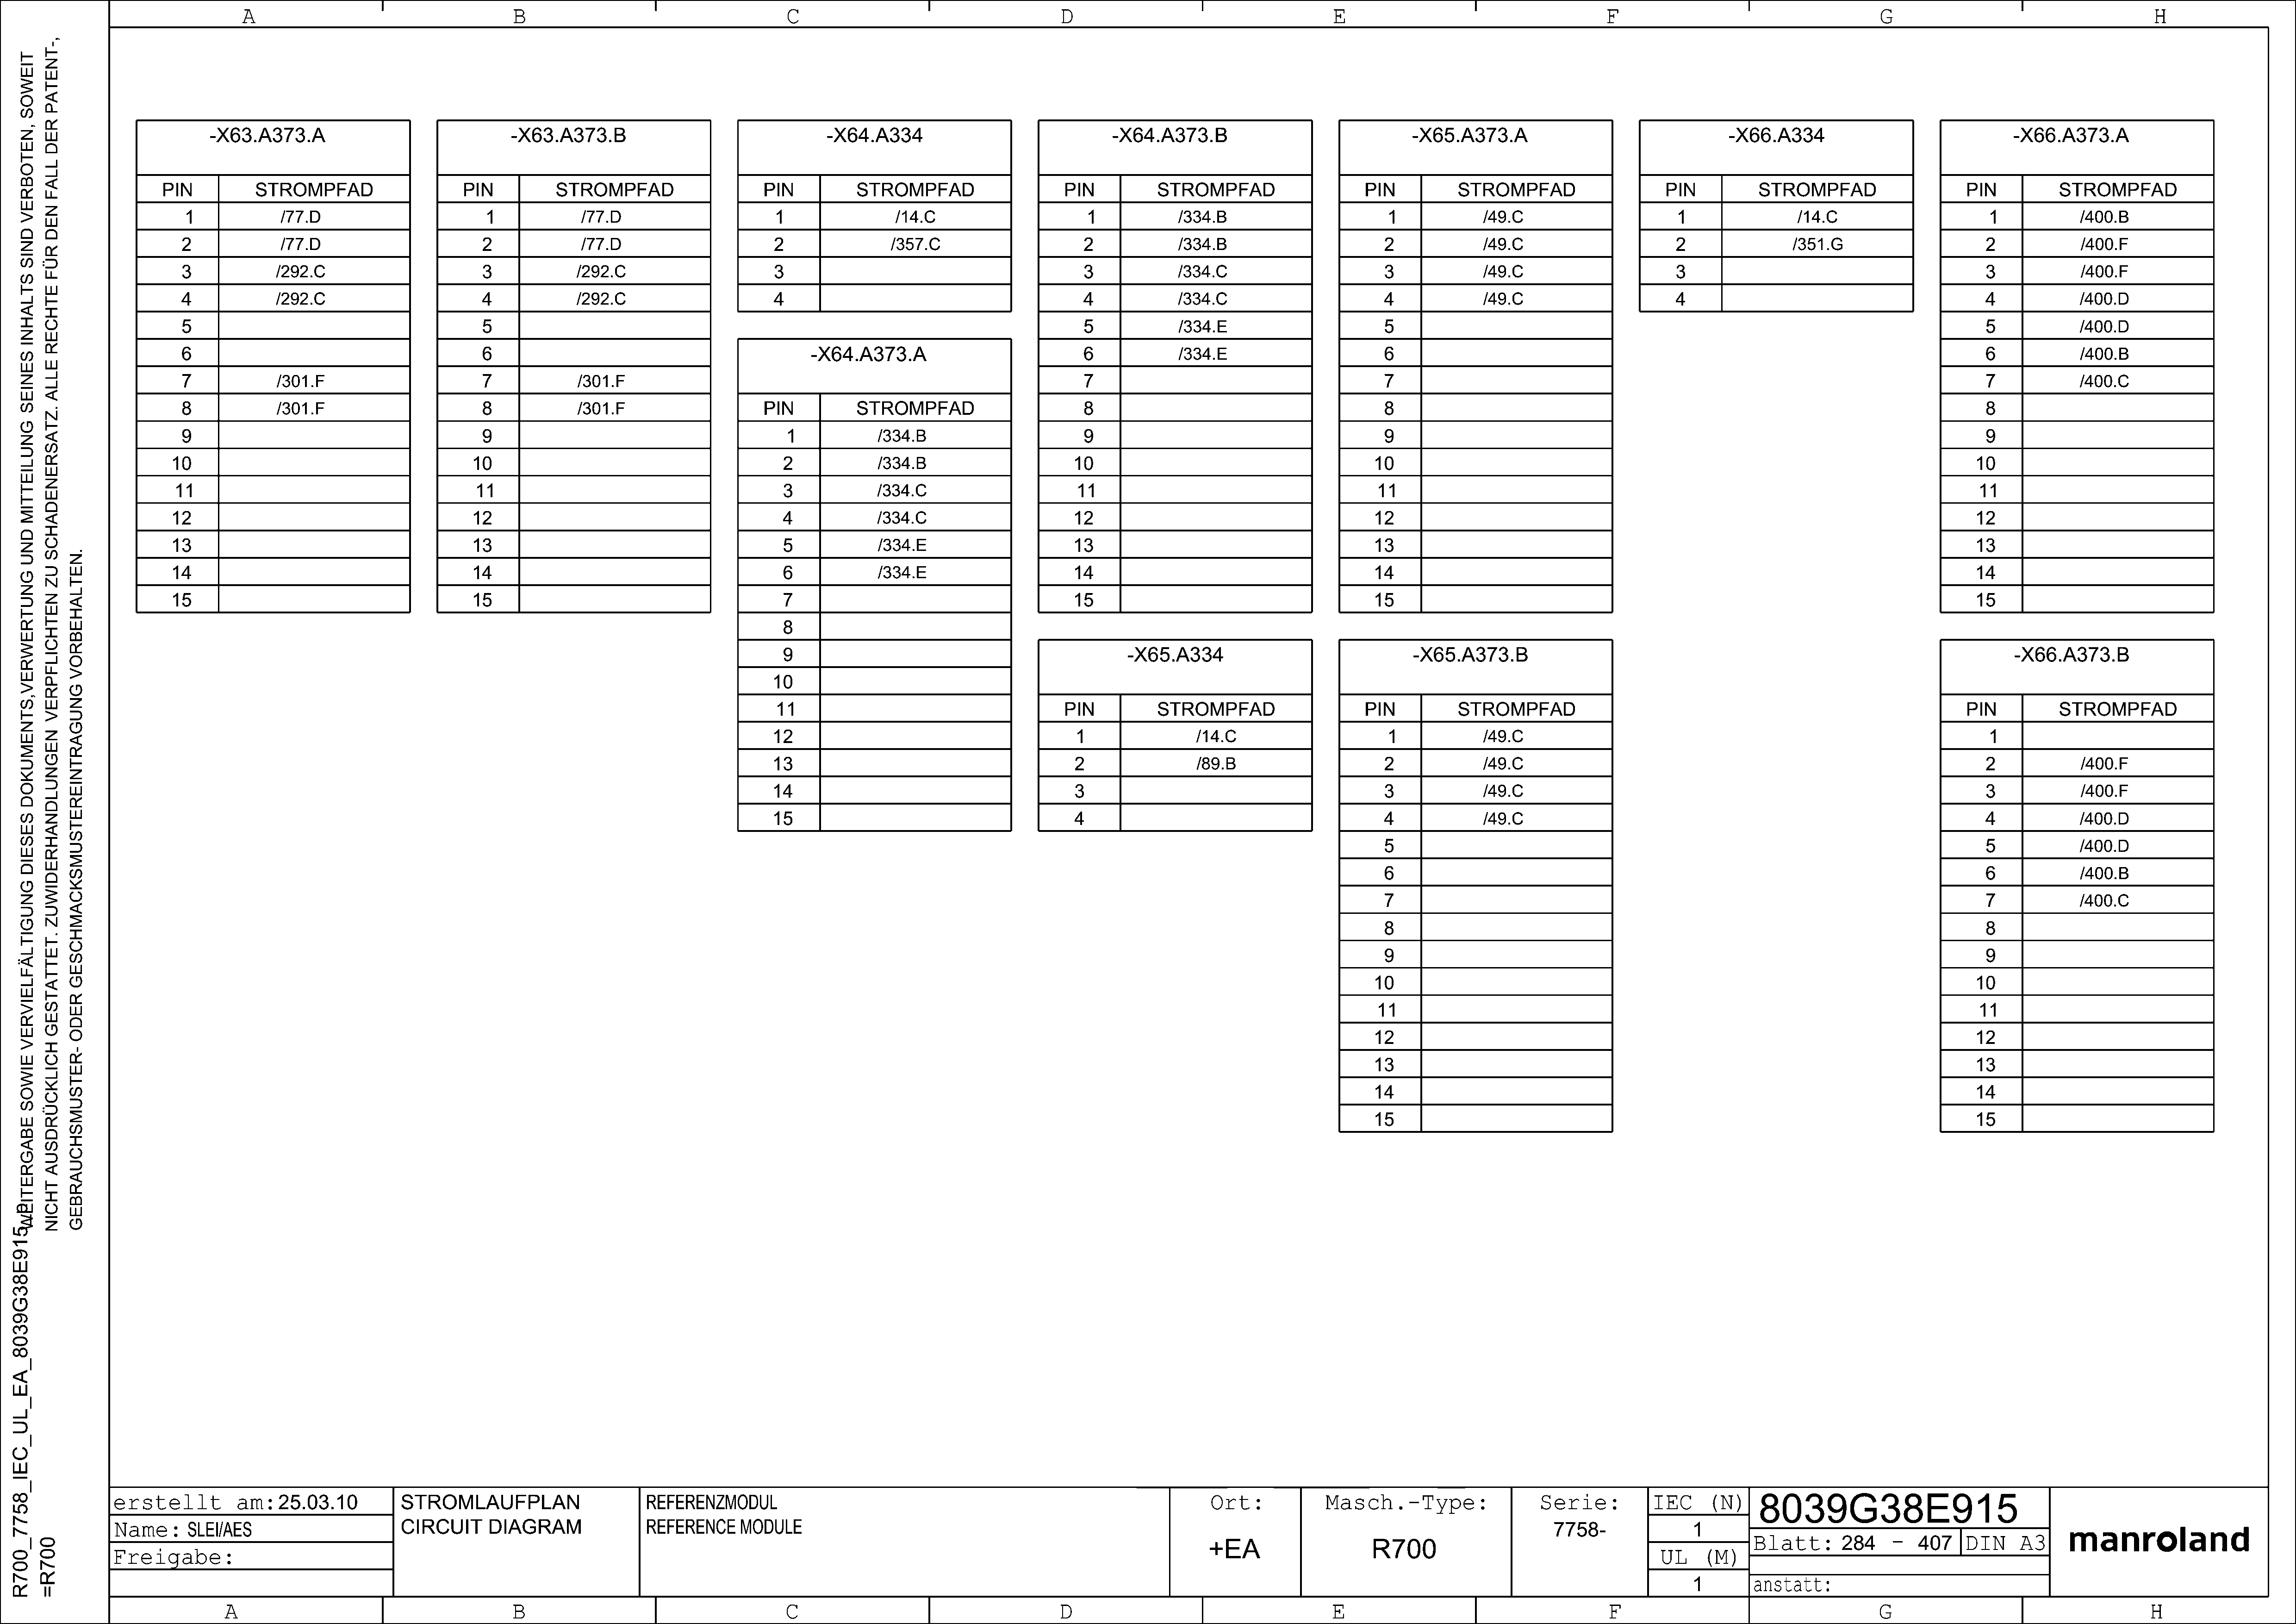 A B C D E F G H
WEITERGABE SOWIE VERVIELFÄLTIGUNG DIESES DOKUMENTS,VERWERTUNG UND MITTEILUNG SEINES INHALTS SIND VERBOTEN, SOWEIT
NICHT AUSDRÜCKLICH GESTATTET. ZUWIDERHANDLUNGEN VERPFLICHTEN ZU SCHADENERSATZ. ALLE RECHTE FÜR DEN FALL DER PATENT-,
GEBRAUCHSMUSTER- ODER GESCHMACKSMUSTEREINTRAGUNG VORBEHALTEN.
-X63.A373.A
PIN STROMPFAD
1 /77.D
2 /77.D
3 /292.C
4 /292.C
5
6
7 /301.F
8 /301.F
9
10
11
12
13
14
15
-X63.A373.B
PIN STROMPFAD
1 /77.D
2 /77.D
3 /292.C
4 /292.C
5
6
7 /301.F
8 /301.F
9
10
11
12
13
14
15
-X64.A334
PIN STROMPFAD
1 /14.C
2 /357.C
3
4
-X64.A373.A
PIN STROMPFAD
1 /334.B
2 /334.B
3 /334.C
4 /334.C
5 /334.E
6 /334.E
7
8
9
10
11
12
13
14
15
-X64.A373.B
PIN STROMPFAD
1 /334.B
2 /334.B
3 /334.C
4 /334.C
5 /334.E
6 /334.E
7
8
9
10
11
12
13
14
15
-X65.A334
PIN STROMPFAD
1 /14.C
2 /89.B
3
4
-X65.A373.A
PIN STROMPFAD
1 /49.C
2 /49.C
3 /49.C
4 /49.C
5
6
7
8
9
10
11
12
13
14
15
-X65.A373.B
PIN STROMPFAD
1 /49.C
2 /49.C
3 /49.C
4 /49.C
5
6
7
8
9
10
11
12
13
14
15
-X66.A334
PIN STROMPFAD
1 /14.C
2 /351.G
3
4
-X66.A373.A
PIN STROMPFAD
1 /400.B
2 /400.F
3 /400.F
4 /400.D
5 /400.D
6 /400.B
7 /400.C
8
9
10
11
12
13
14
15
-X66.A373.B
PIN STROMPFAD
1
2 /400.F
3 /400.F
4 /400.D
5 /400.D
6 /400.B
7 /400.C
8
9
10
11
12
13
14
15
=R700
erstellt am: 25.03.10
Name: SLEI/AES
Freigabe:
STROMLAUFPLAN
CIRCUIT DIAGRAM
REFERENZMODUL
REFERENCE MODULE
Ort:
+EA
Masch.-Type:
R700
Serie:
7758-
IEC (N)
1
UL (M)
1
8039G38E915
Blatt: 284 - 407 DIN A3
anstatt:
manroland
A B C D E F G H